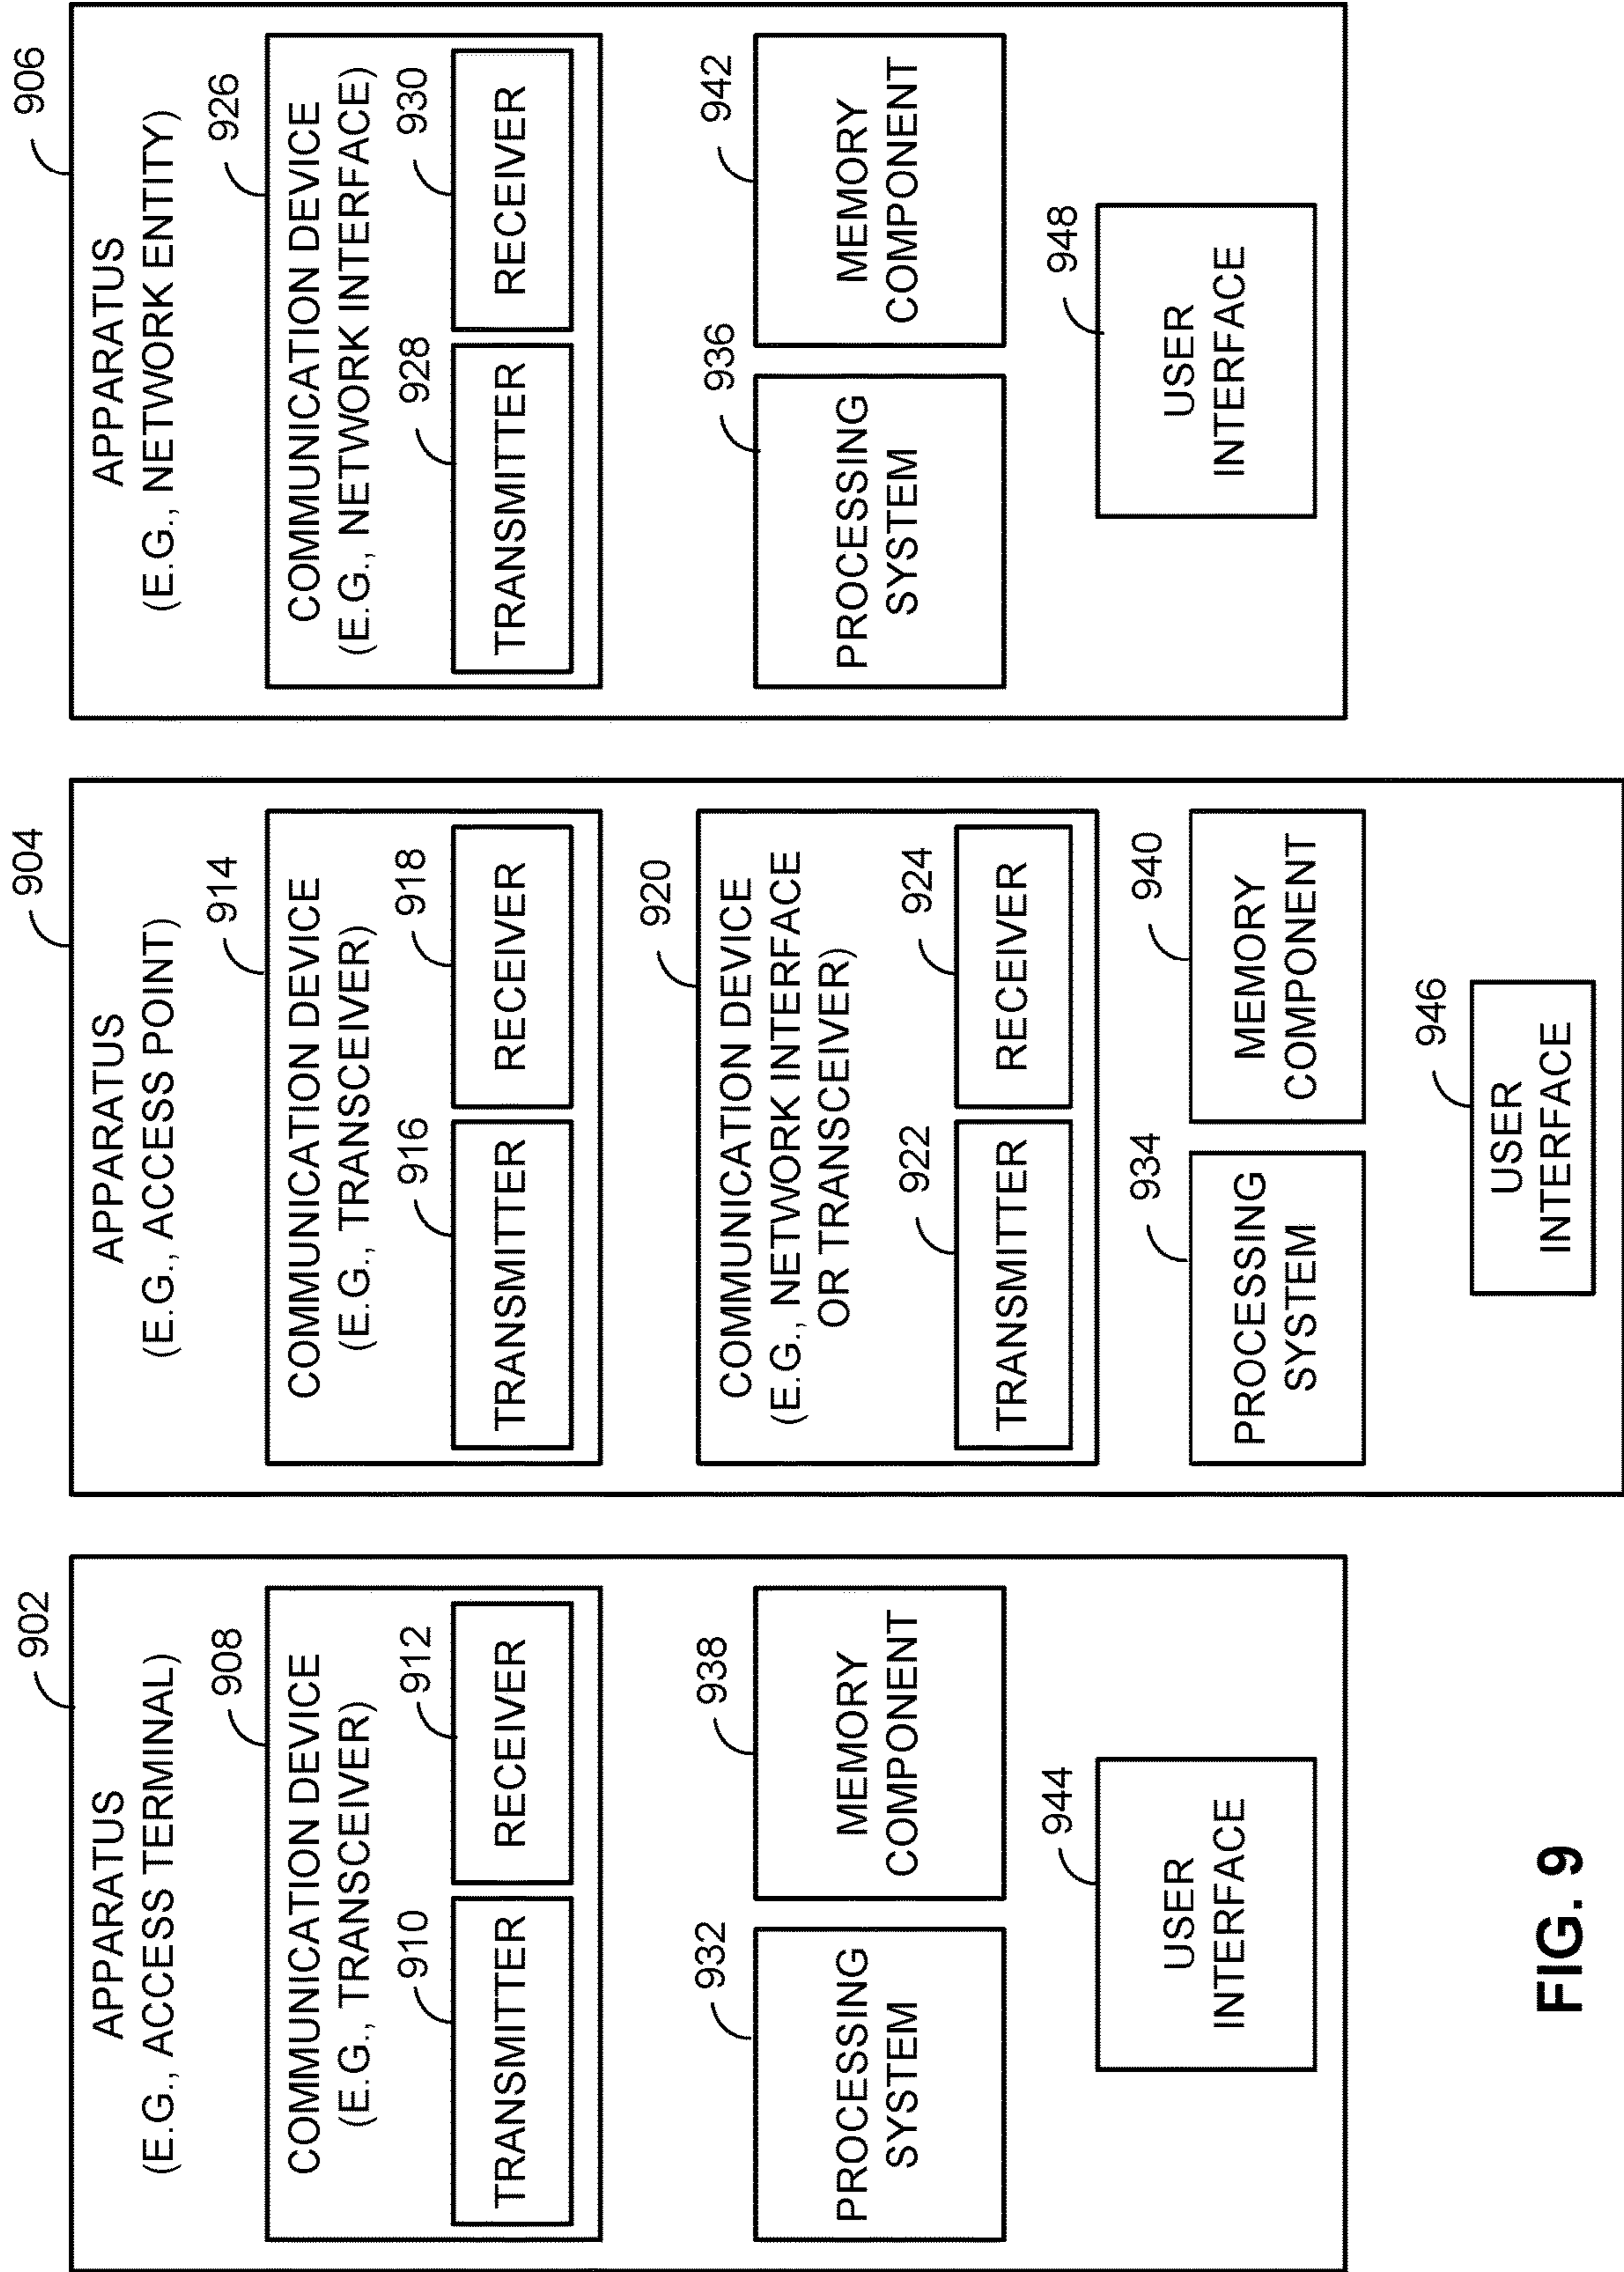 902
APPARATUS
(E.G., ACCESS TERMINAL)
908
COMMUNICATION DEVICE
(E.G., TRANSCEIVER)
910
912
TRANSMITTER
RECEIVER
932
938
PROCESSING
SYSTEM
MEMORY
COMPONENT
944
USER
INTERFACE
904
APPARATUS
(E.G., ACCESS POINT)
914
COMMUNICATION DEVICE
(E.G., TRANSCEIVER)
916
918
TRANSMITTER
RECEIVER
920
COMMUNICATION DEVICE
(E.G., NETWORK INTERFACE
OR TRANSCEIVER)
922
924
TRANSMITTER
RECEIVER
934
940
PROCESSING
SYSTEM
MEMORY
COMPONENT
946
USER
INTERFACE
906
APPARATUS
(E.G., NETWORK ENTITY)
926
COMMUNICATION DEVICE
(E.G., NETWORK INTERFACE)
928
930
TRANSMITTER
RECEIVER
936
942
PROCESSING
SYSTEM
MEMORY
COMPONENT
948
USER
INTERFACE
FIG. 9